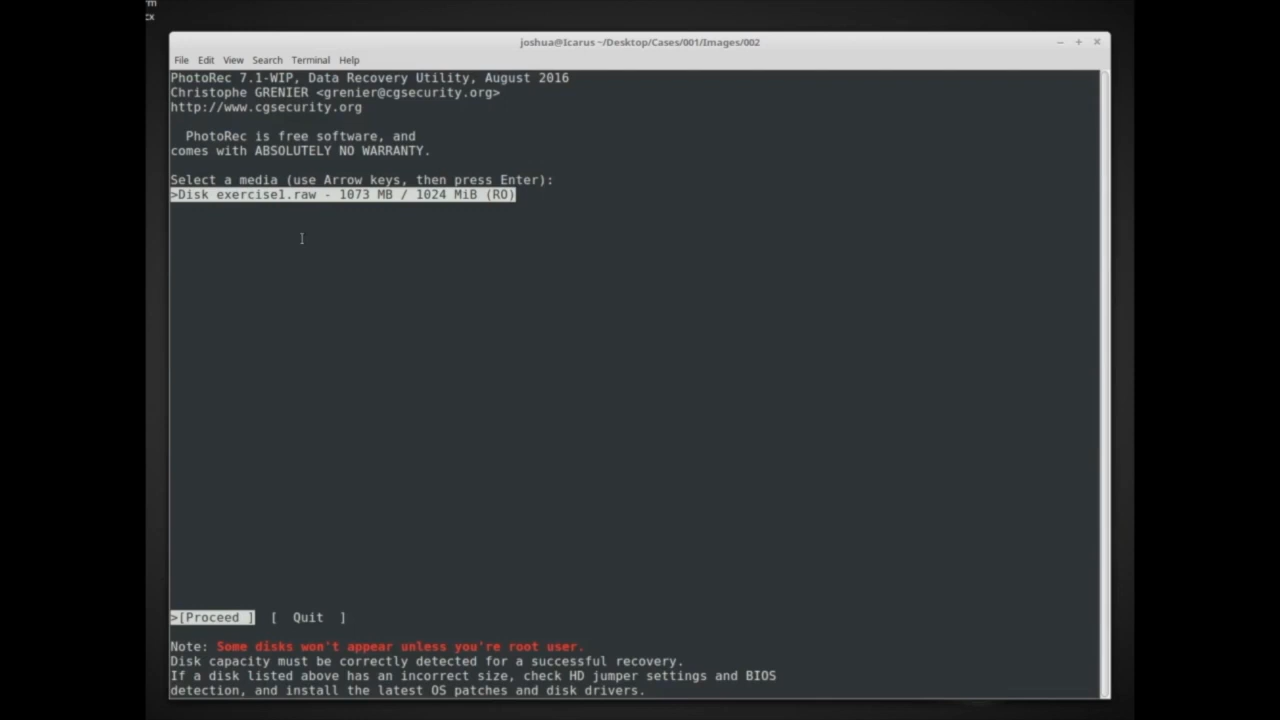 rm
cx
joshua@Icarus ~/Desktop/Cases/001/Images/002
File Edit View Search Terminal Help
PhotoRec 7.1-WIP, Data Recovery Utility, August 2016
Christophe GRENIER <grenier@cgsecurity.org>
http://www.cgsecurity.org
PhotoRec is free software, and
comes with ABSOLUTELY NO WARRANTY.
Select a media (use Arrow keys, then press Enter):
>Disk exercise1.raw - 1073 MB / 1024 MiB (RO)
>[Proceed ]  [  Quit  ]
Note: Some disks won't appear unless you're root user.
Disk capacity must be correctly detected for a successful recovery.
If a disk listed above has an incorrect size, check HD jumper settings and BIOS
detection, and install the latest OS patches and disk drivers.